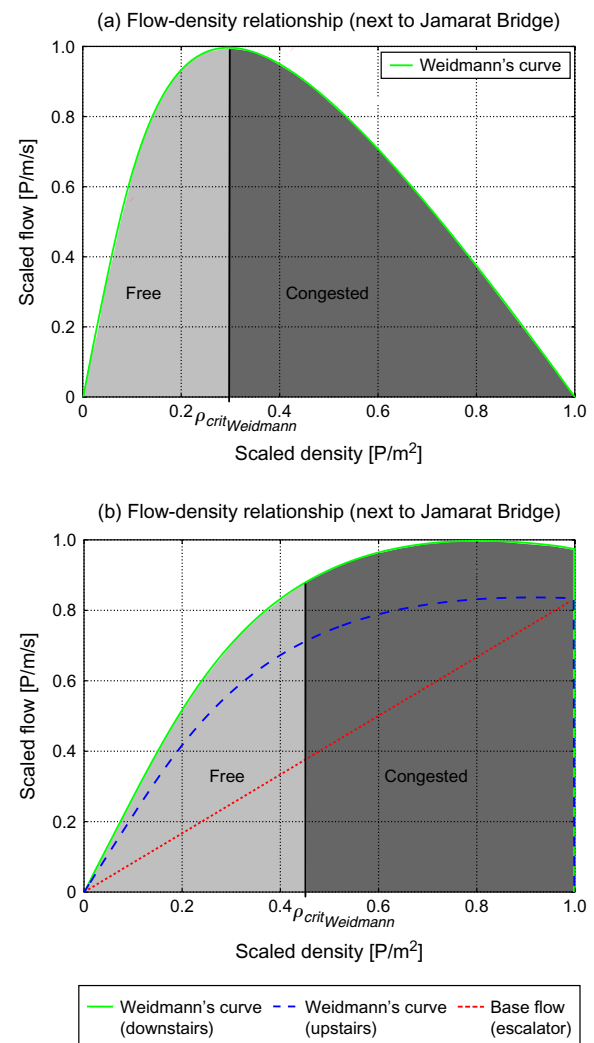 (a) Flow-density relationship (next to Jamarat Bridge)
Weidmann's curve
1.0
0.8
0.6
0.4
0.2
0
Scaled flow [P/m/s]
Free
Congested
0
0.2
0.4
0.6
0.8
1.0
ρcritWeidmann
Scaled density [P/m²]
(b) Flow-density relationship (next to Jamarat Bridge)
1.0
0.8
0.6
0.4
0.2
0
Scaled flow [P/m/s]
Free
Congested
0
0.2
0.4
0.6
0.8
1.0
ρcritWeidmann
Scaled density [P/m²]
Weidmann's curve
(downstairs)
Weidmann's curve
(upstairs)
Base flow
(escalator)